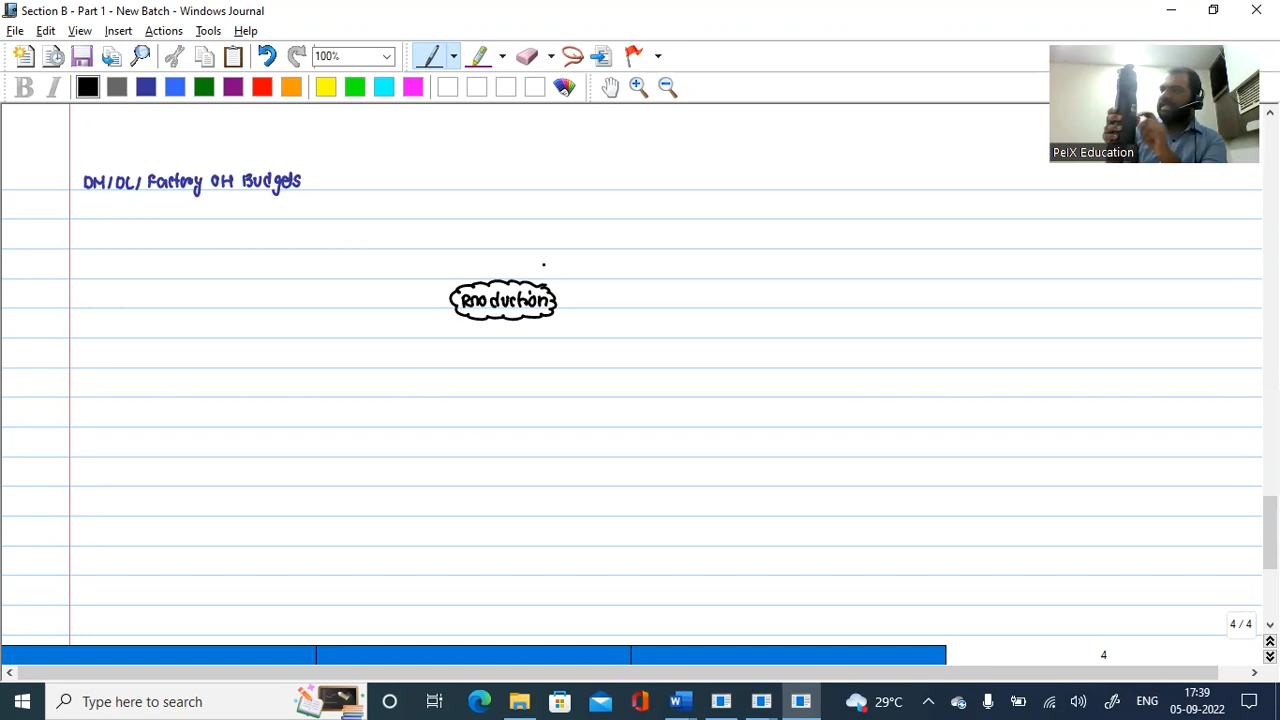 Section B - Part 1 - New Batch - Windows Journal
File Edit View Insert Actions Tools Help
100%
B I
PelX Education
DM/DL/ Factory OH Budgets
Production
4 / 4
4
Type here to search
29°C
ENG
17:39
05-09-2022